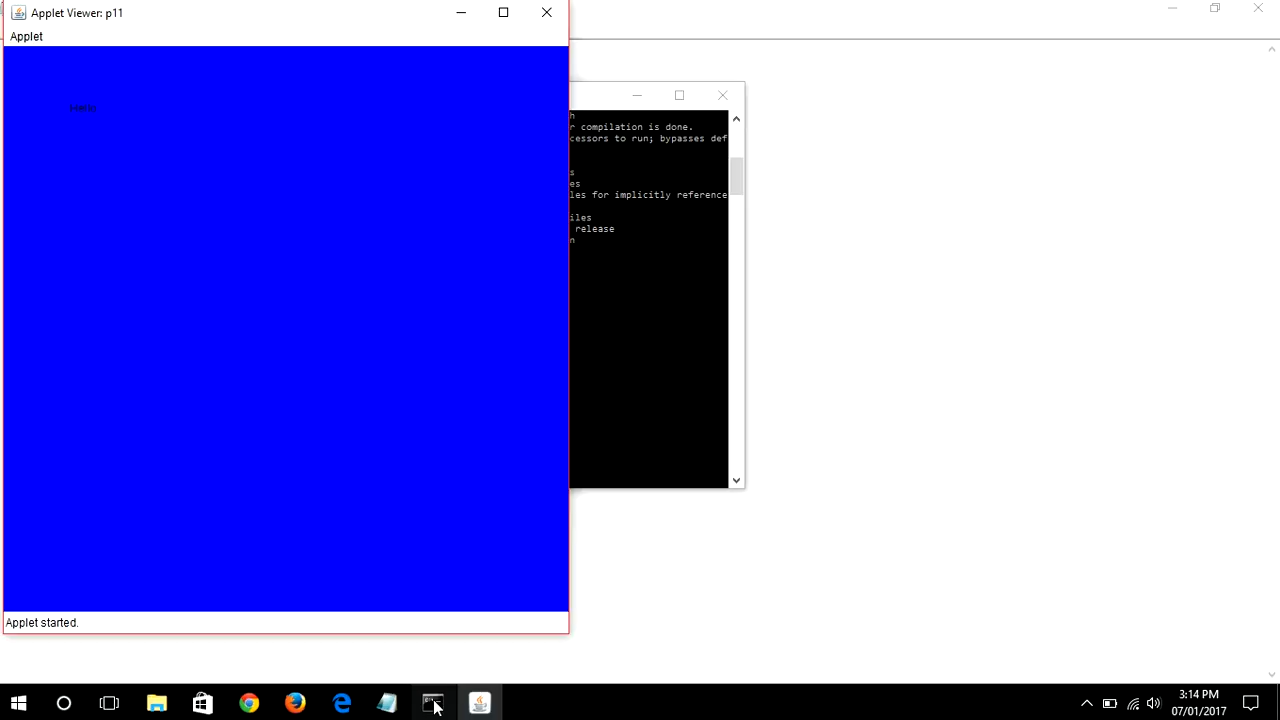 Applet Viewer: p11
Applet
Hello
h
r compilation is done.
cessors to run; bypasses def
s
es
les for implicitly reference
iles
release
n
Applet started.
3:14 PM
07/01/2017